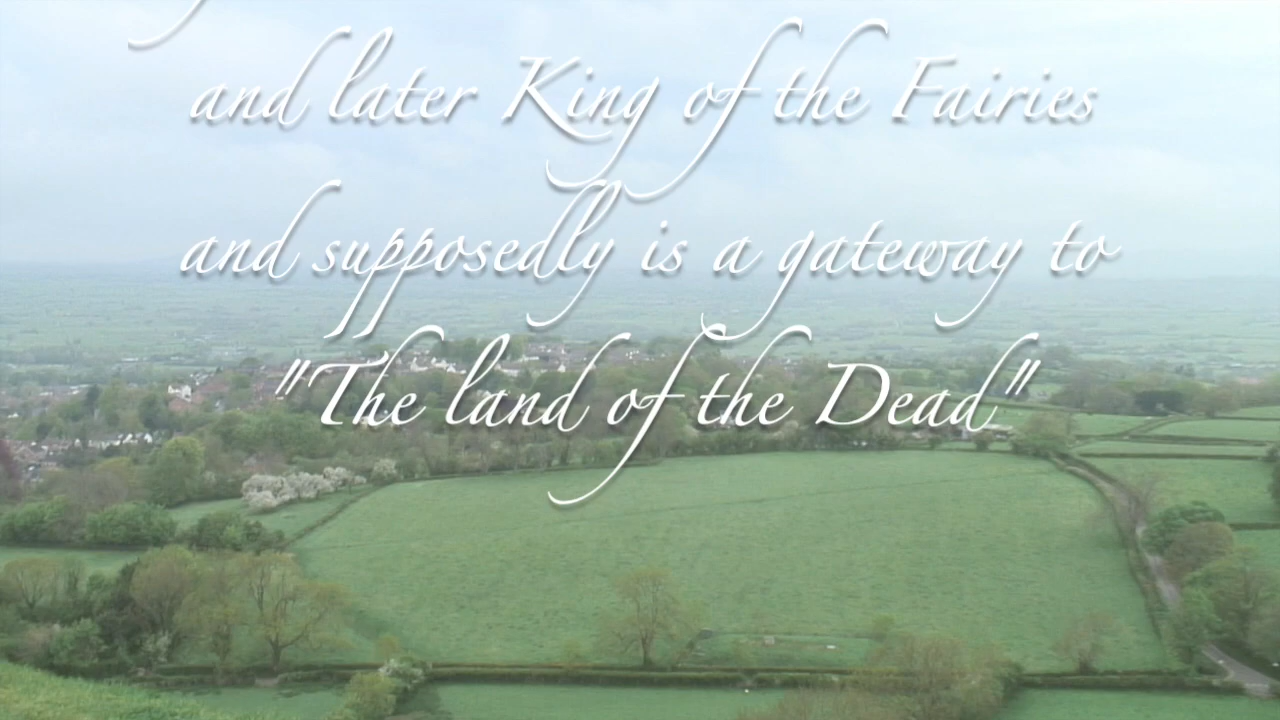 and later King of the Fairies
and supposedly is a gateway to
"The land of the Dead"